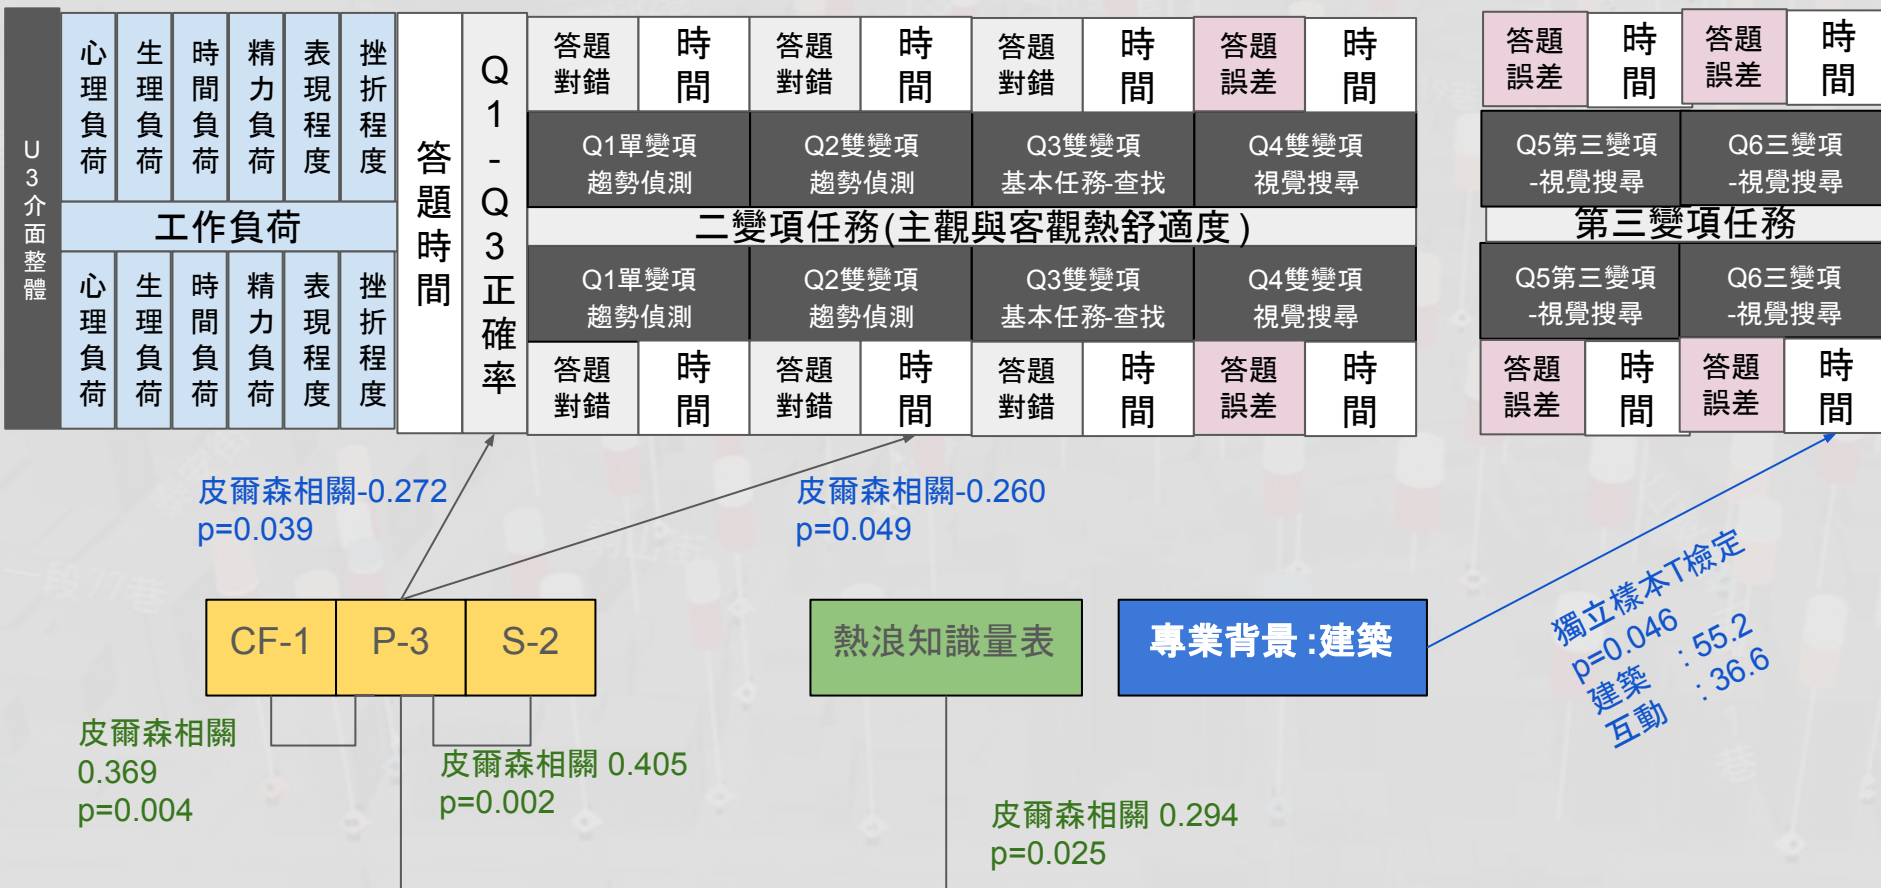 U3介面整體
心理負荷
生理負荷
時間負荷
精力負荷
表現程度
挫折程度
工作負荷
心理負荷
生理負荷
時間負荷
精力負荷
表現程度
挫折程度
答題時間
Q1-Q3正確率
答題對錯
時間
答題對錯
時間
答題對錯
時間
答題誤差
時間
Q1單變項
趨勢偵測
Q2雙變項
趨勢偵測
Q3雙變項
基本任務-查找
Q4雙變項
視覺搜尋
二變項任務(主觀與客觀熱舒適度)
Q1單變項
趨勢偵測
Q2雙變項
趨勢偵測
Q3雙變項
基本任務-查找
Q4雙變項
視覺搜尋
答題對錯
時間
答題對錯
時間
答題對錯
時間
答題誤差
時間
答題誤差
時間
答題誤差
時間
Q5第三變項
-視覺搜尋
Q6三變項
-視覺搜尋
第三變項任務
Q5第三變項
-視覺搜尋
Q6三變項
-視覺搜尋
答題誤差
時間
答題誤差
時間
皮爾森相關-0.272
p=0.039
皮爾森相關-0.260
p=0.049
獨立樣本T檢定
p=0.046
建築 : 55.2
互動 : 36.6
一段77巷
CF-1
P-3
S-2
熱浪知識量表
專業背景:建築
皮爾森相關
0.369
p=0.004
皮爾森相關 0.405
p=0.002
皮爾森相關 0.294
p=0.025